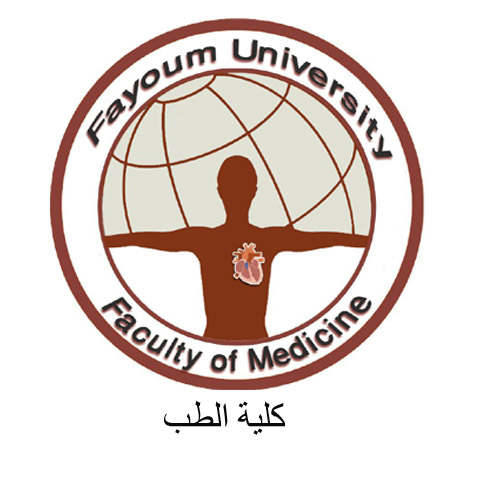 Fayoum University
Faculty of Medicine
كلية الطب